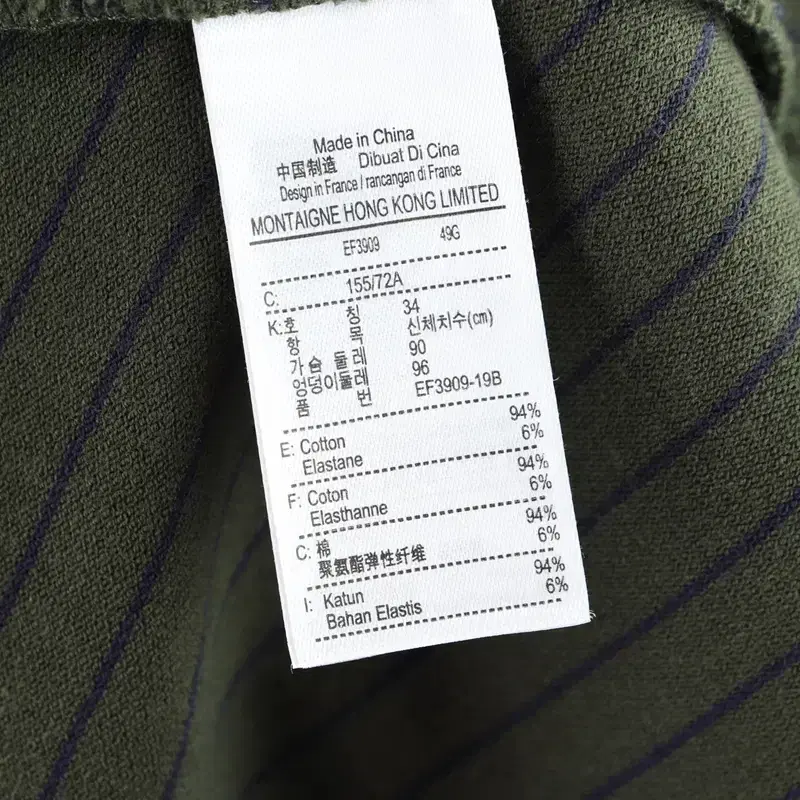 Made in China
中国制造 Dibuat Di Cina
Design in France / rancangan di France
MONTAIGNE HONG KONG LIMITED
EF3909 49G
C: 155/72A
K:호 칭 34
항 목 신체치수(cm)
가슴 둘레 90
엉덩이둘레 96
품 번 EF3909-19B
E: Cotton 94%
Elastane 6%
F: Coton 94%
Elasthanne 6%
C: 棉 94%
聚氨酯弹性纤维 6%
I: Katun 94%
Bahan Elastis 6%